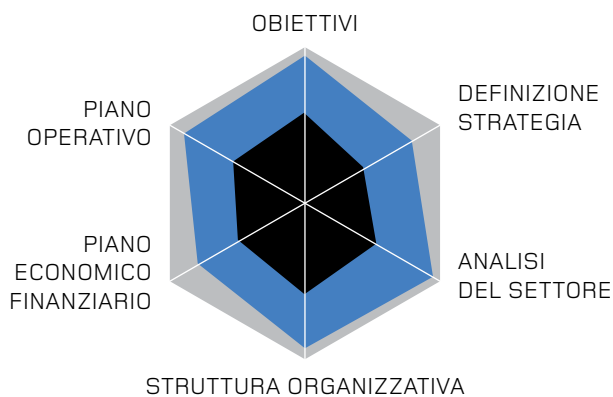 OBIETTIVI
DEFINIZIONE
STRATEGIA
ANALISI
DEL SETTORE
STRUTTURA ORGANIZZATIVA
PIANO
ECONOMICO
FINANZIARIO
PIANO
OPERATIVO